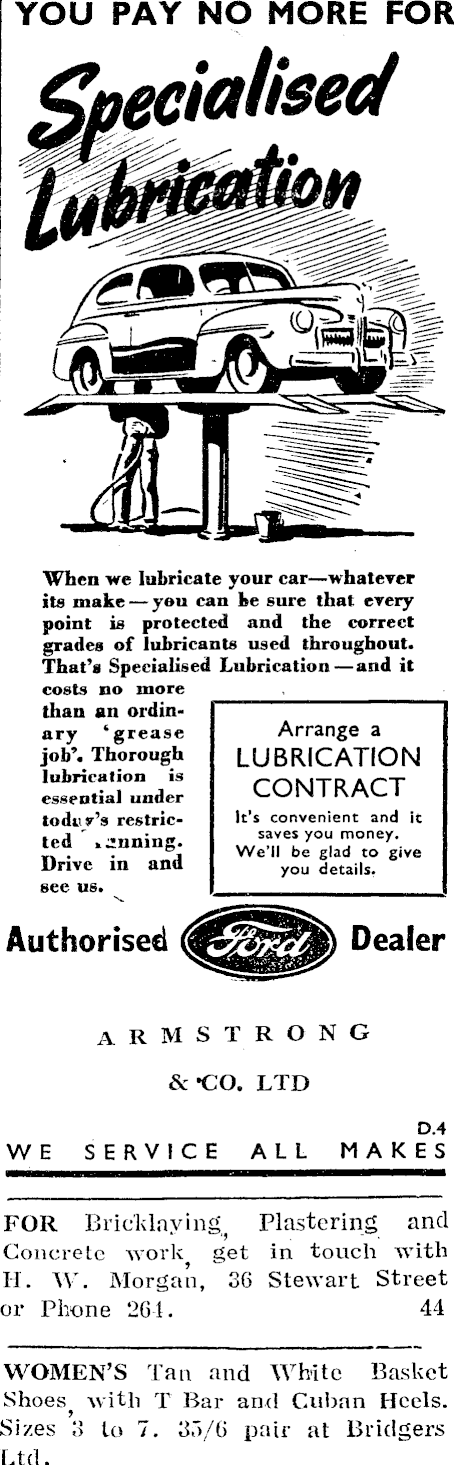 YOU PAY NO MORE FOR
Specialised
Lubrication
When we lubricate your car—whatever
its make—you can be sure that every
point is protected and the correct
grades of lubricants used throughout.
That's Specialised Lubrication—and it
costs no more
than an ordin-
ary 'grease
job'. Thorough
lubrication is
essential under
today's restric-
ted running.
Drive in and
see us.
Arrange a
LUBRICATION
CONTRACT
It's convenient and it
saves you money.
We'll be glad to give
you details.
Authorised Ford Dealer
ARMSTRONG
& CO. LTD
D.4
WE SERVICE ALL MAKES
FOR Bricklaying, Plastering and
Concrete work, get in touch with
H. W. Morgan, 36 Stewart Street
or Phone 264. 44
WOMEN'S Tan and White Basket
Shoes, with T Bar and Cuban Heels.
Sizes 3 to 7. 35/6 pair at Bridgers
Ltd.